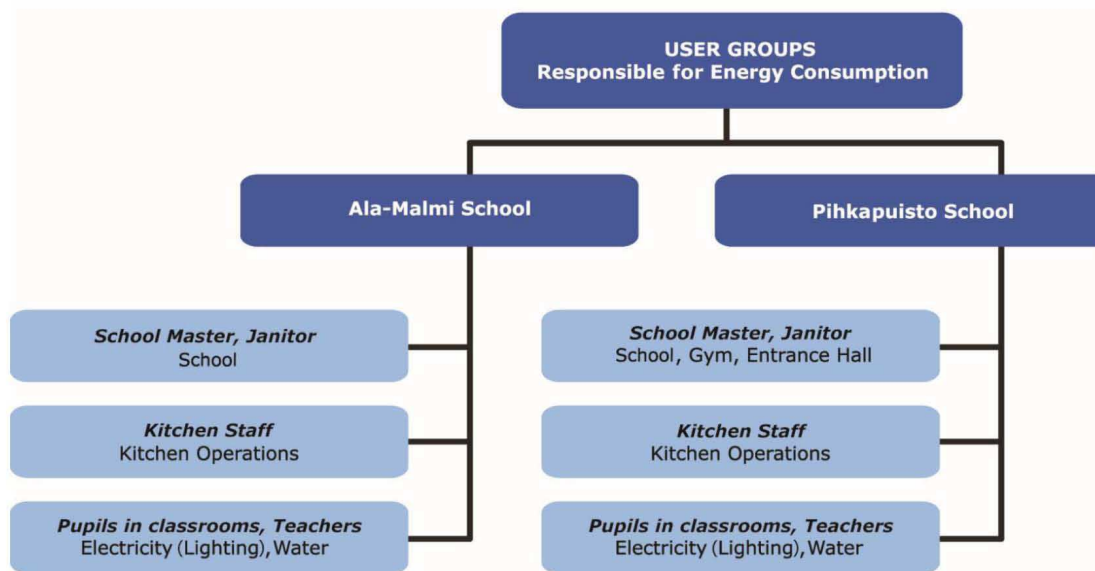 USER GROUPS
Responsible for Energy Consumption
Ala-Malmi School
Pihkapuisto School
School Master, Janitor
School
Kitchen Staff
Kitchen Operations
Pupils in classrooms, Teachers
Electricity (Lighting), Water
School Master, Janitor
School, Gym, Entrance Hall
Kitchen Staff
Kitchen Operations
Pupils in classrooms, Teachers
Electricity (Lighting), Water